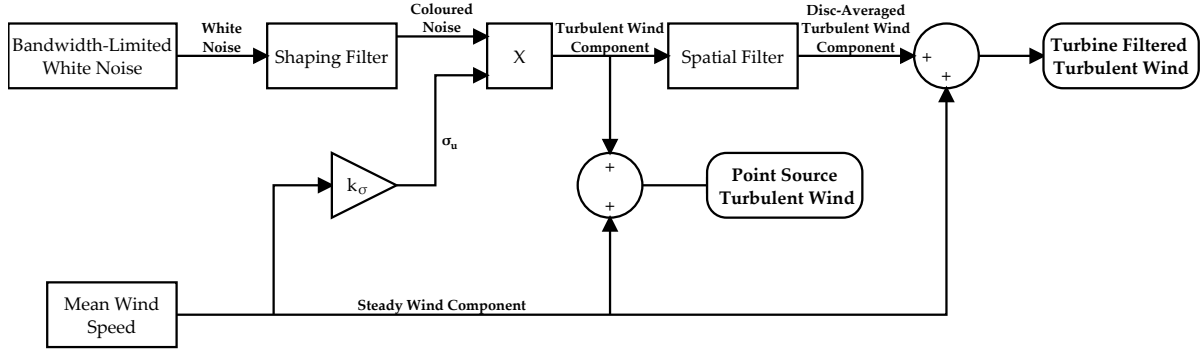 Bandwidth-Limited
White Noise
White
Noise
Shaping Filter
Coloured
Noise
X
Turbulent Wind
Component
Spatial Filter
Disc-Averaged
Turbulent Wind
Component
+
+
Turbine Filtered
Turbulent Wind
σu
kσ
+
+
Point Source
Turbulent Wind
Mean Wind
Speed
Steady Wind Component